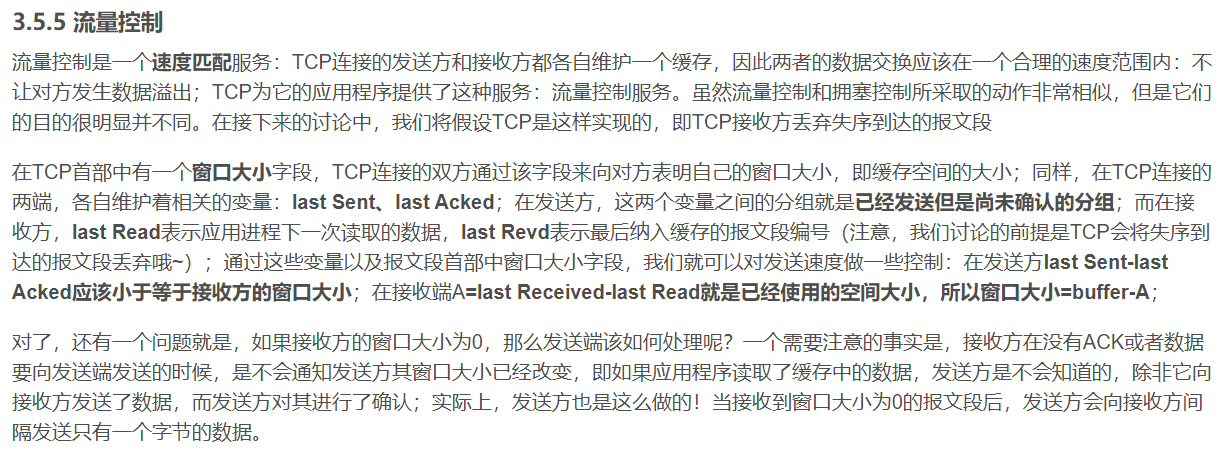 3.5.5 流量控制
流量控制是一个速度匹配服务：TCP连接的发送方和接收方都各自维护一个缓存，因此两者的数据交换应该在一个合理的速度范围内：不
让对方发生数据溢出；TCP为它的应用程序提供了这种服务：流量控制服务。虽然流量控制和拥塞控制所采取的动作非常相似，但是它们
的目的很明显并不同。在接下来的讨论中，我们将假设TCP是这样实现的，即TCP接收方丢弃失序到达的报文段
在TCP首部中有一个窗口大小字段，TCP连接的双方通过该字段来向对方表明自己的窗口大小，即缓存空间的大小；同样，在TCP连接的
两端，各自维护着相关的变量：last Sent、last Acked；在发送方，这两个变量之间的分组就是已经发送但是尚未确认的分组；而在接
收方，last Read表示应用进程下一次读取的数据，last Revd表示最后纳入缓存的报文段编号（注意，我们讨论的前提是TCP会将失序到
达的报文段丢弃哦~）；通过这些变量以及报文段首部中窗口大小字段，我们就可以对发送速度做一些控制：在发送方last Sent-last
Acked应该小于等于接收方的窗口大小；在接收端A=last Received-last Read就是已经使用的空间大小，所以窗口大小=buffer-A；
对了，还有一个问题就是，如果接收方的窗口大小为0，那么发送端该如何处理呢？一个需要注意的事实是，接收方在没有ACK或者数据
要向发送端发送的时候，是不会通知发送方其窗口大小已经改变，即如果应用程序读取了缓存中的数据，发送方是不会知道的，除非它向
接收方发送了数据，而发送方对其进行了确认；实际上，发送方也是这么做的！当接收到窗口大小为0的报文段后，发送方会向接收方间
隔发送只有一个字节的数据。